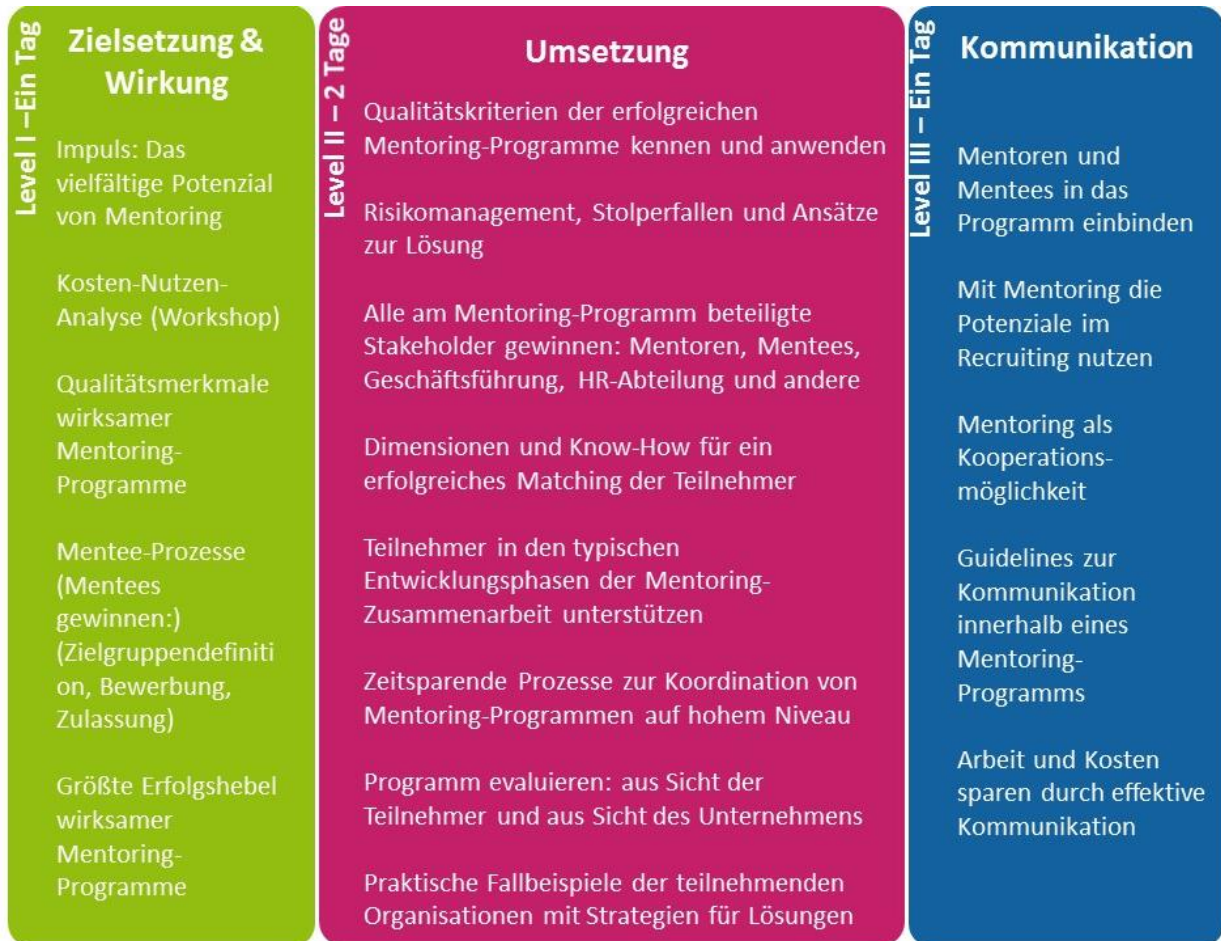 Level I –Ein Tag
Zielsetzung &
Wirkung
Impuls: Das
vielfältige Potenzial
von Mentoring
Kosten-Nutzen-
Analyse (Workshop)
Qualitätsmerkmale
wirksamer
Mentoring-
Programme
Mentee-Prozesse
(Mentees
gewinnen:)
(Zielgruppendefiniti
on, Bewerbung,
Zulassung)
Größte Erfolgshebel
wirksamer
Mentoring-
Programme
Level II – 2 Tage
Umsetzung
Qualitätskriterien der erfolgreichen
Mentoring-Programme kennen und anwenden
Risikomanagement, Stolperfallen und Ansätze
zur Lösung
Alle am Mentoring-Programm beteiligte
Stakeholder gewinnen: Mentoren, Mentees,
Geschäftsführung, HR-Abteilung und andere
Dimensionen und Know-How für ein
erfolgreiches Matching der Teilnehmer
Teilnehmer in den typischen
Entwicklungsphasen der Mentoring-
Zusammenarbeit unterstützen
Zeitsparende Prozesse zur Koordination von
Mentoring-Programmen auf hohem Niveau
Programm evaluieren: aus Sicht der
Teilnehmer und aus Sicht des Unternehmens
Praktische Fallbeispiele der teilnehmenden
Organisationen mit Strategien für Lösungen
Level III – Ein Tag
Kommunikation
Mentoren und
Mentees in das
Programm einbinden
Mit Mentoring die
Potenziale im
Recruiting nutzen
Mentoring als
Kooperations-
möglichkeit
Guidelines zur
Kommunikation
innerhalb eines
Mentoring-
Programms
Arbeit und Kosten
sparen durch effektive
Kommunikation